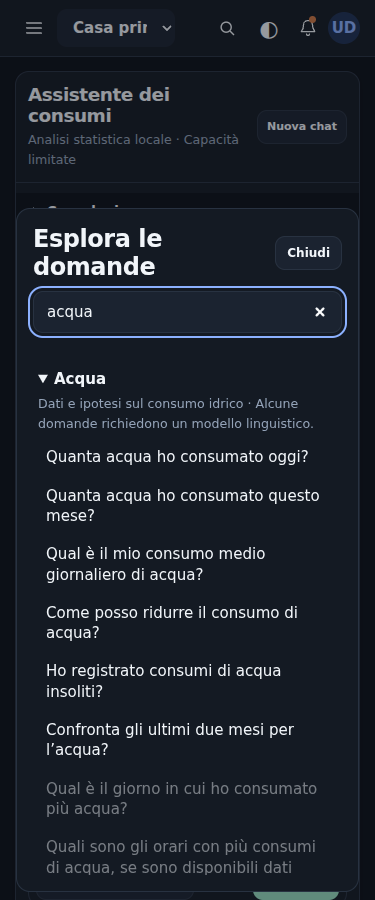 Casa prin
UD
Assistente dei
consumi
Analisi statistica locale · Capacità
limitate
Nuova chat
Esplora le
domande
Chiudi
acqua
Acqua
Dati e ipotesi sul consumo idrico · Alcune
domande richiedono un modello linguistico.
Quanta acqua ho consumato oggi?
Quanta acqua ho consumato questo
mese?
Qual è il mio consumo medio
giornaliero di acqua?
Come posso ridurre il consumo di
acqua?
Ho registrato consumi di acqua
insoliti?
Confronta gli ultimi due mesi per
l’acqua?
Qual è il giorno in cui ho consumato
più acqua?
Quali sono gli orari con più consumi
di acqua, se sono disponibili dati